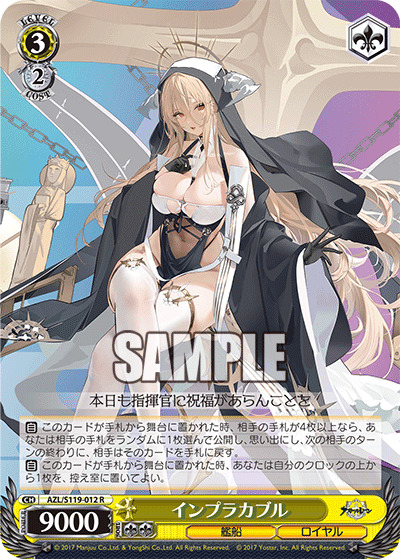 LEVEL
3
2
COST
SAMPLE
本日も指揮官に祝福があらんことを！
自 このカードが手札から舞台に置かれた時、相手の手札が4枚以上なら、あ
なたは相手の手札をランダムに1枚選んで公開し、思い出にし、次の相手のター
ンの終わりに、相手はそのカードを手札に戻す。
自 このカードが手札から舞台に置かれた時、あなたは自分のクロックの上か
ら1枚を、控え室に置いてよい。
CH AZL/S119-012 R
インプラカブル
アズールレーン
POWER
9000
艦船
ロイヤル
© 2017 Manjuu Co.,Ltd. & YongShi Co.,Ltd. All Rights Reserved. © 2017 Yostar, Inc. All Rights Reserved.